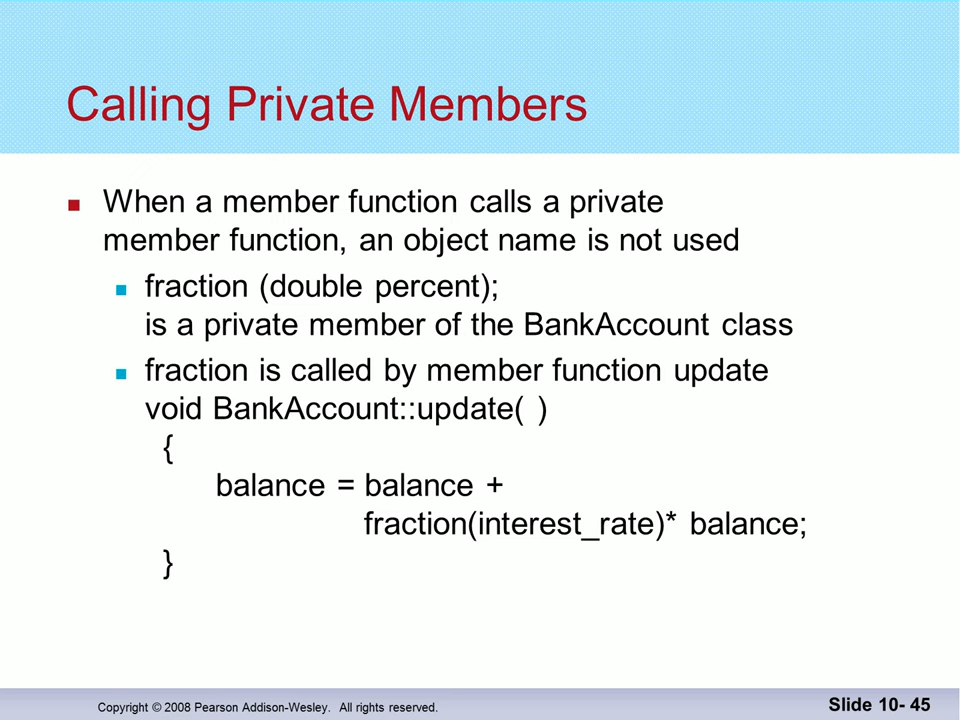 Calling Private Members
When a member function calls a private
member function, an object name is not used
fraction (double percent);
is a private member of the BankAccount class
fraction is called by member function update
void BankAccount::update( )
{
balance = balance +
fraction(interest_rate)* balance;
}
Copyright © 2008 Pearson Addison-Wesley. All rights reserved.
Slide 10- 45